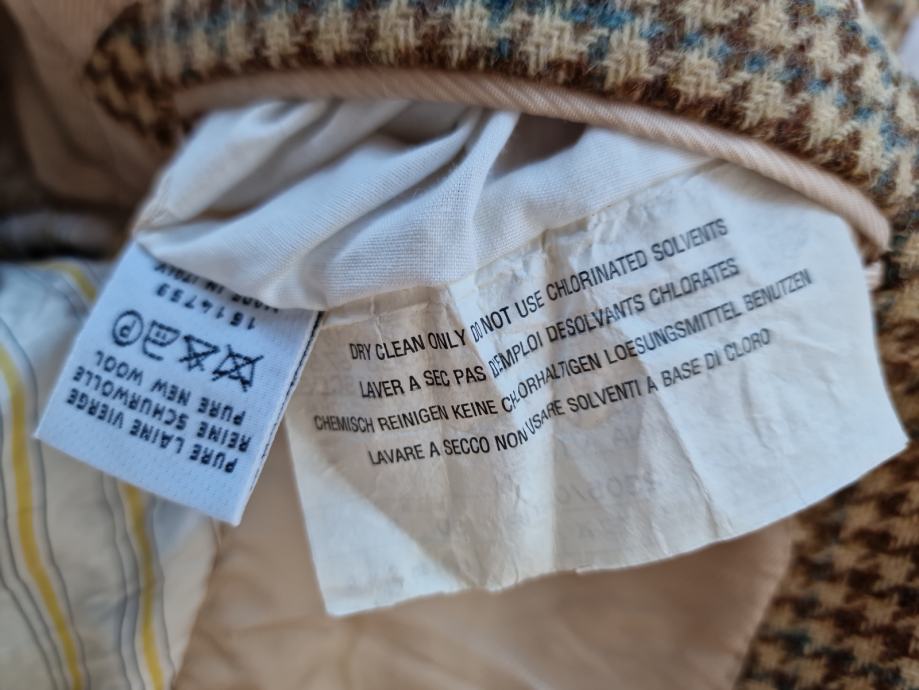 DRY CLEAN ONLY DO NOT USE CHLORINATED SOLVENTS
LAVER A SEC PAS D'EMPLOI DESOLVANTS CHLORATES
CHEMISCH REINIGEN KEINE CHLORHALTIGEN LOESUNGSMITTEL BENUTZEN
LAVARE A SECCO NON USARE SOLVENTI A BASE DI CLORO
PURE LAINE VIERGE
REINE SCHURWOLLE
PURE NEW WOOL
P
1514793
MADE IN ITALY